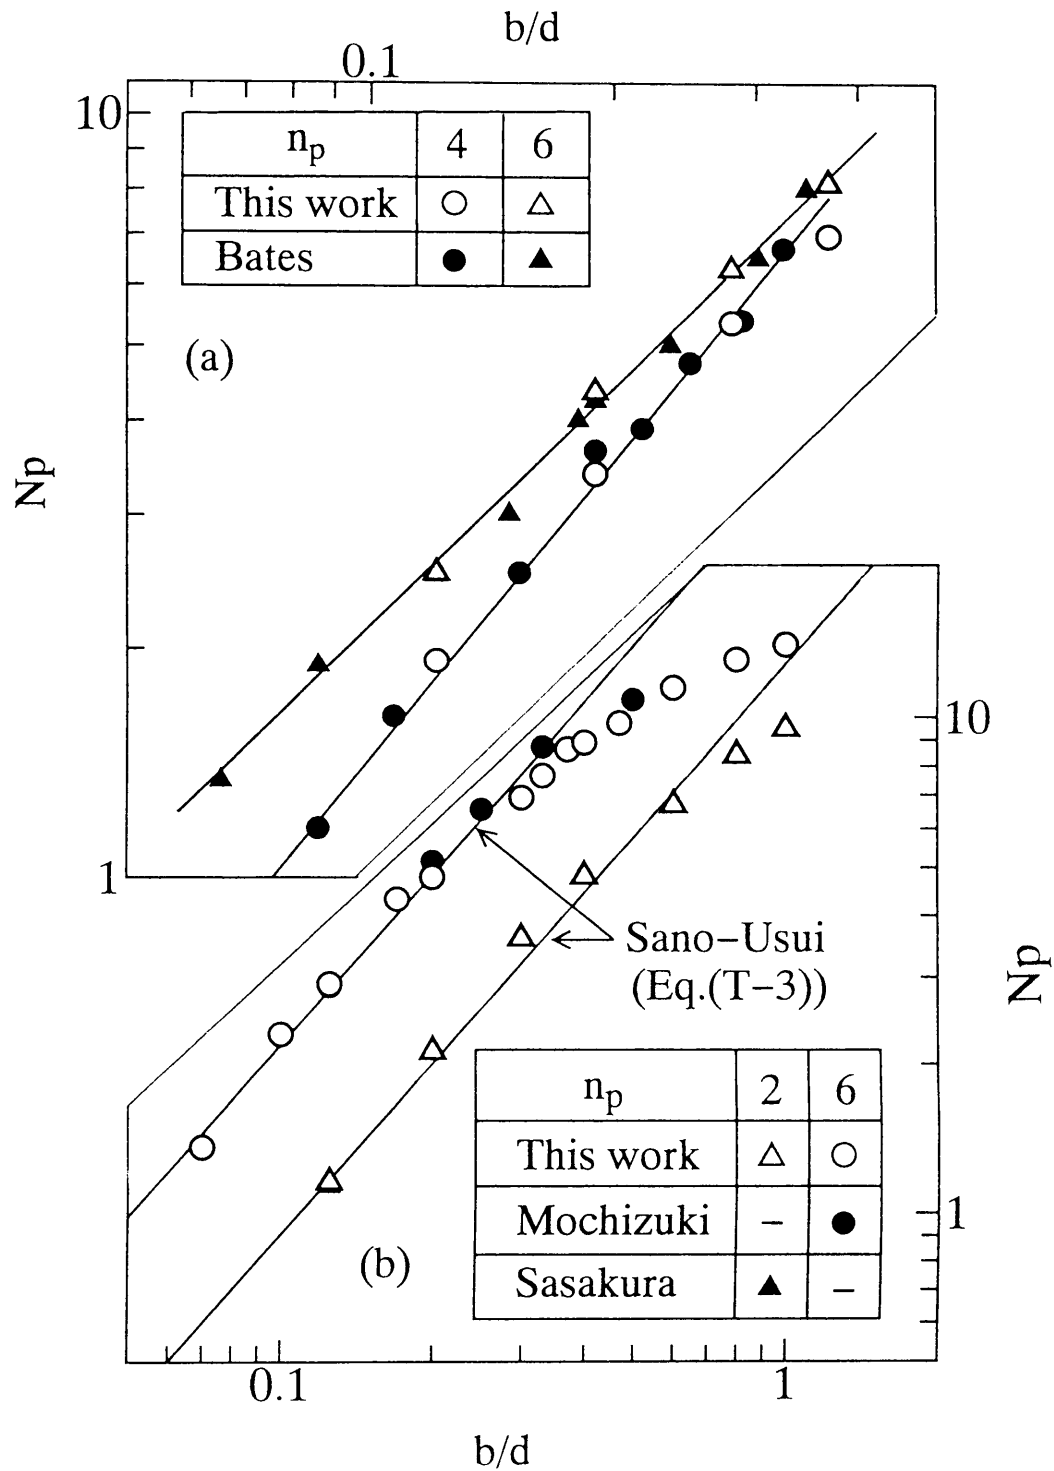 b/d
0.1
10
n_p 4 6
This work ○ △
Bates ● ▲
(a)
Np
1
10
Sano-Usui
(Eq.(T-3))
Np
n_p 2 6
This work △ ○
Mochizuki - ●
Sasakura ▲ -
1
(b)
0.1 1
b/d